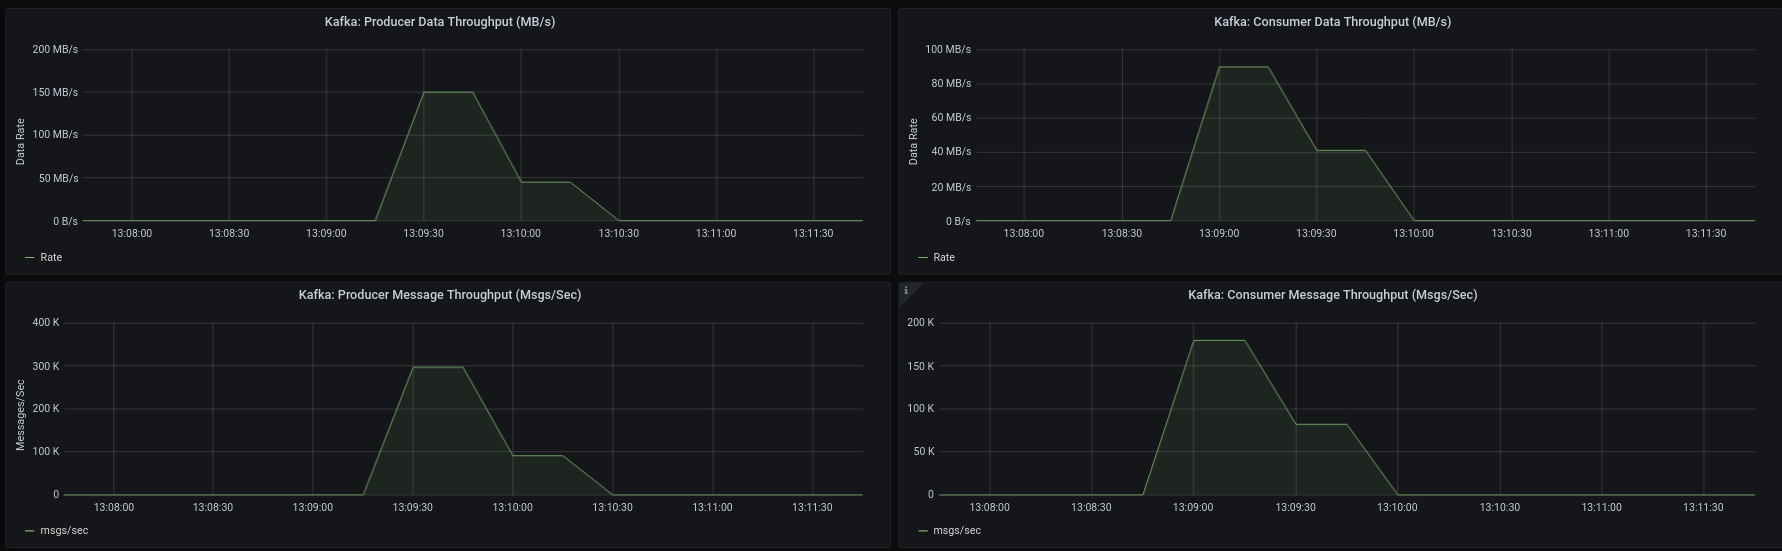 Kafka: Producer Data Throughput (MB/s)
200 MB/s
150 MB/s
100 MB/s
50 MB/s
0 B/s
Data Rate
13:08:00 13:08:30 13:09:00 13:09:30 13:10:00 13:10:30 13:11:00 13:11:30
Rate
Kafka: Consumer Data Throughput (MB/s)
100 MB/s
80 MB/s
60 MB/s
40 MB/s
20 MB/s
0 B/s
Data Rate
13:08:00 13:08:30 13:09:00 13:09:30 13:10:00 13:10:30 13:11:00 13:11:30
Rate
Kafka: Producer Message Throughput (Msgs/Sec)
400 K
300 K
200 K
100 K
0
Messages/Sec
13:08:00 13:08:30 13:09:00 13:09:30 13:10:00 13:10:30 13:11:00 13:11:30
msgs/sec
i
Kafka: Consumer Message Throughput (Msgs/Sec)
200 K
150 K
100 K
50 K
0
13:08:00 13:08:30 13:09:00 13:09:30 13:10:00 13:10:30 13:11:00 13:11:30
msgs/sec